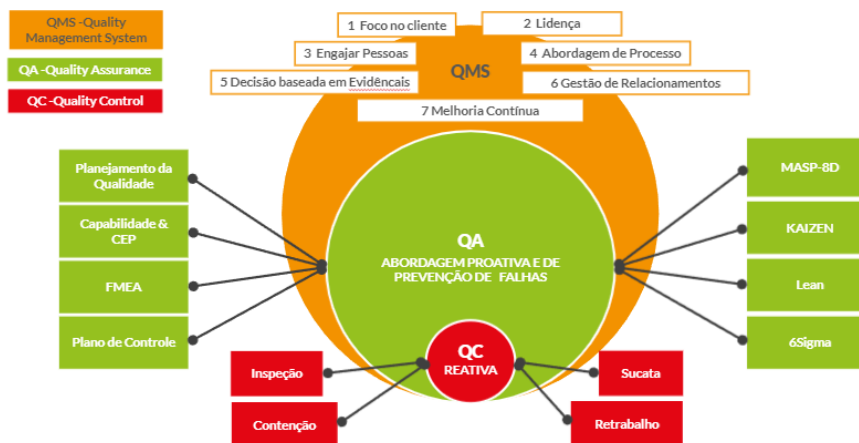 QMS -Quality
Management System
QA -Quality Assurance
QC -Quality Control
1 Foco no cliente
2 Lidença
3 Engajar Pessoas
4 Abordagem de Processo
5 Decisão baseada em Evidêncais
6 Gestão de Relacionamentos
QMS
7 Melhoria Contínua
Planejamento da
Qualidade
Capabilidade &
CEP
FMEA
Plano de Controle
QA
ABORDAGEM PROATIVA E DE
PREVENÇÃO DE FALHAS
MASP-8D
KAIZEN
Lean
6Sigma
QC
REATIVA
Inspeção
Contenção
Sucata
Retrabalho